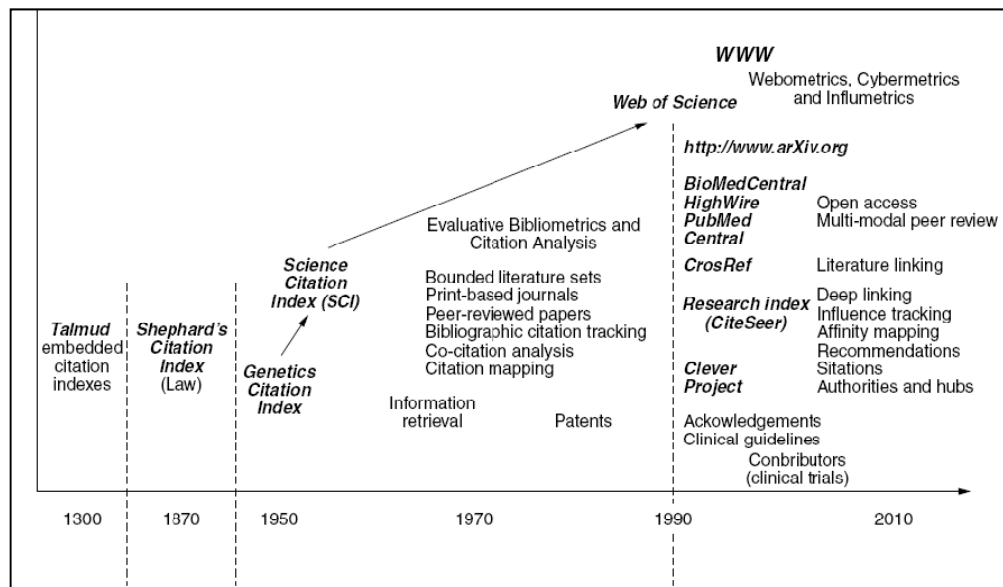 WWW
Webometrics, Cybermetrics
and Influmetrics
Web of Science
http://www.arXiv.org
BioMedCentral
HighWire Open access
PubMed Multi-modal peer review
Central
Evaluative Bibliometrics and
Citation Analysis
CrosRef Literature linking
Science
Citation
Index (SCI)
Bounded literature sets
Print-based journals
Peer-reviewed papers
Bibliographic citation tracking
Co-citation analysis
Citation mapping
Research index
(CiteSeer)
Deep linking
Influence tracking
Affinity mapping
Recommendations
Talmud
embedded
citation
indexes
Shephard's
Citation
Index
(Law)
Genetics
Citation
Index
Clever Sitations
Project Authorities and hubs
Information
retrieval
Patents
Ackowledgements
Clinical guidelines
Conbributors
(clinical trials)
1300 1870 1950 1970 1990 2010